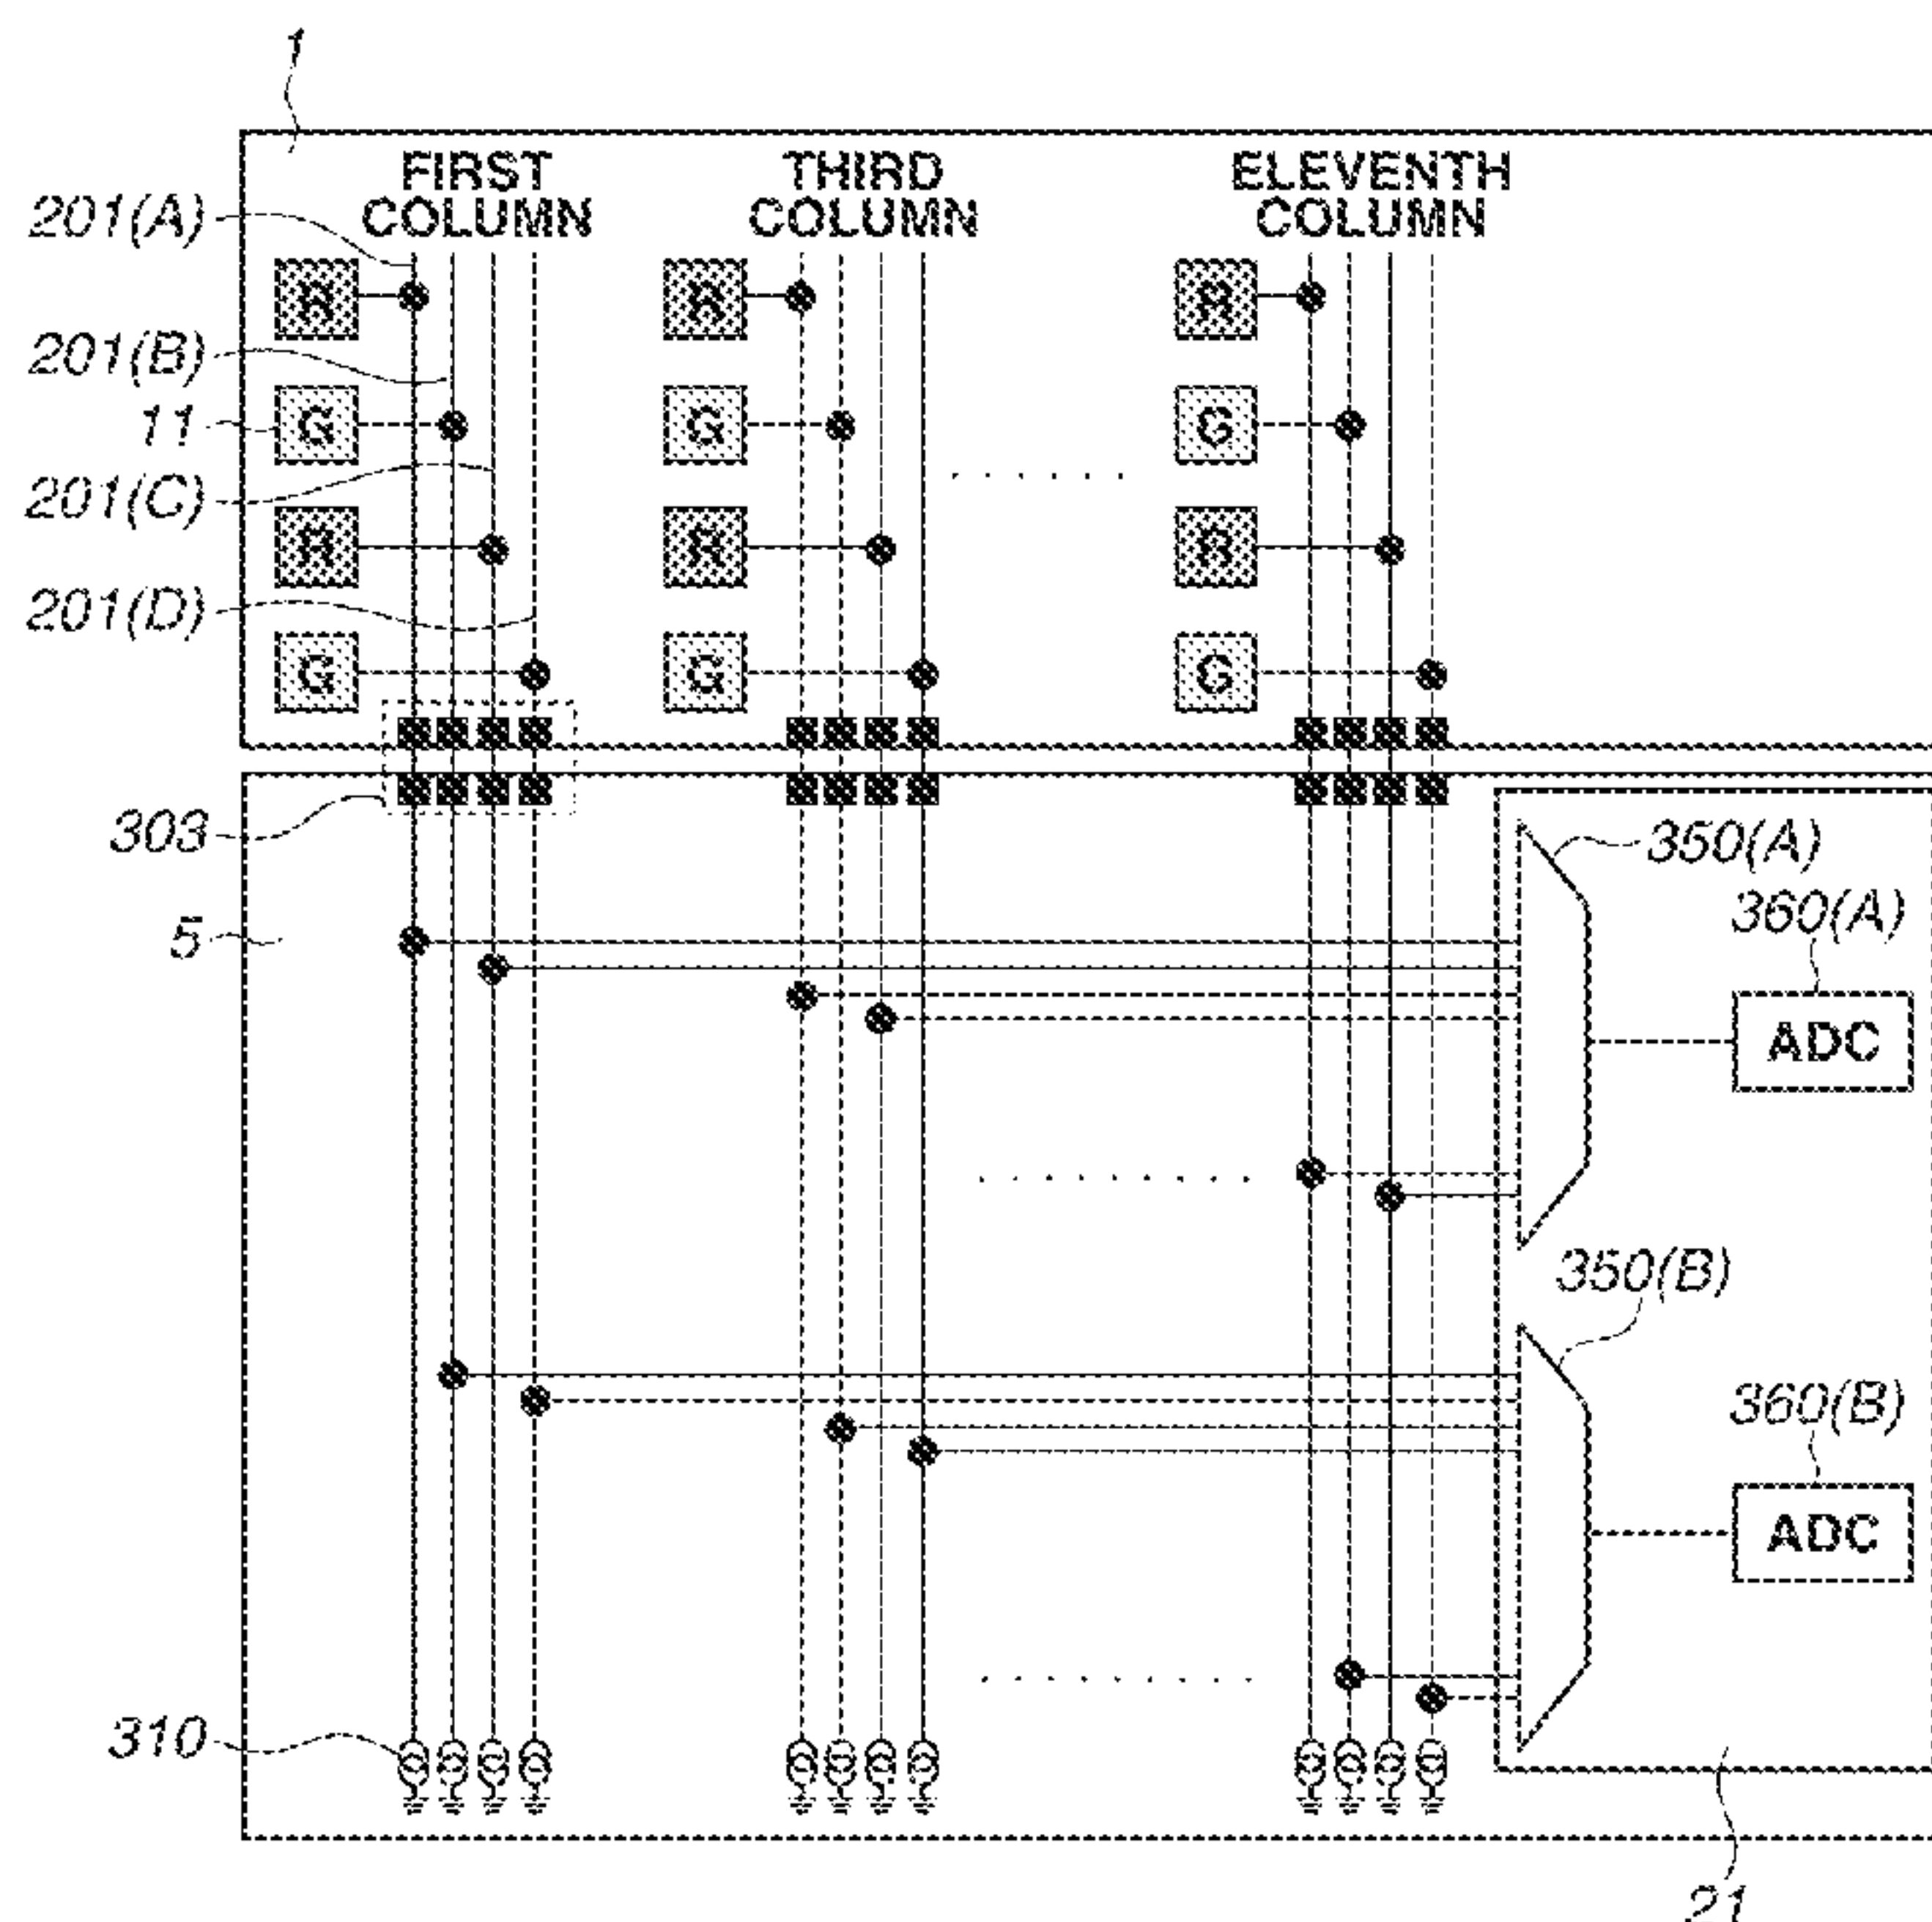 1
FIRST COLUMN
THIRD COLUMN
ELEVENTH COLUMN
201(A)
R R R
201(B)
11
G G G
201(C)
R R R
201(D)
G G G
303
350(A)
5
360(A)
ADC
350(B)
360(B)
ADC
310
21